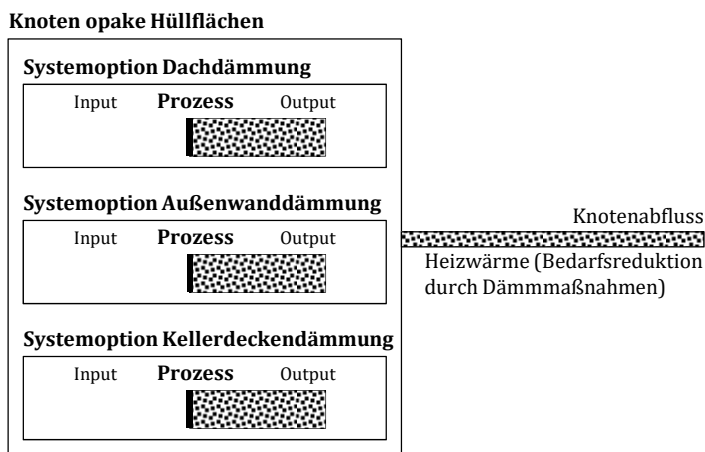 Knoten opake Hüllflächen
Systemoption Dachdämmung
Input Prozess Output
Systemoption Außenwanddämmung
Input Prozess Output
Knotenabfluss
Heizwärme (Bedarfsreduktion
durch Dämmmaßnahmen)
Systemoption Kellerdeckendämmung
Input Prozess Output